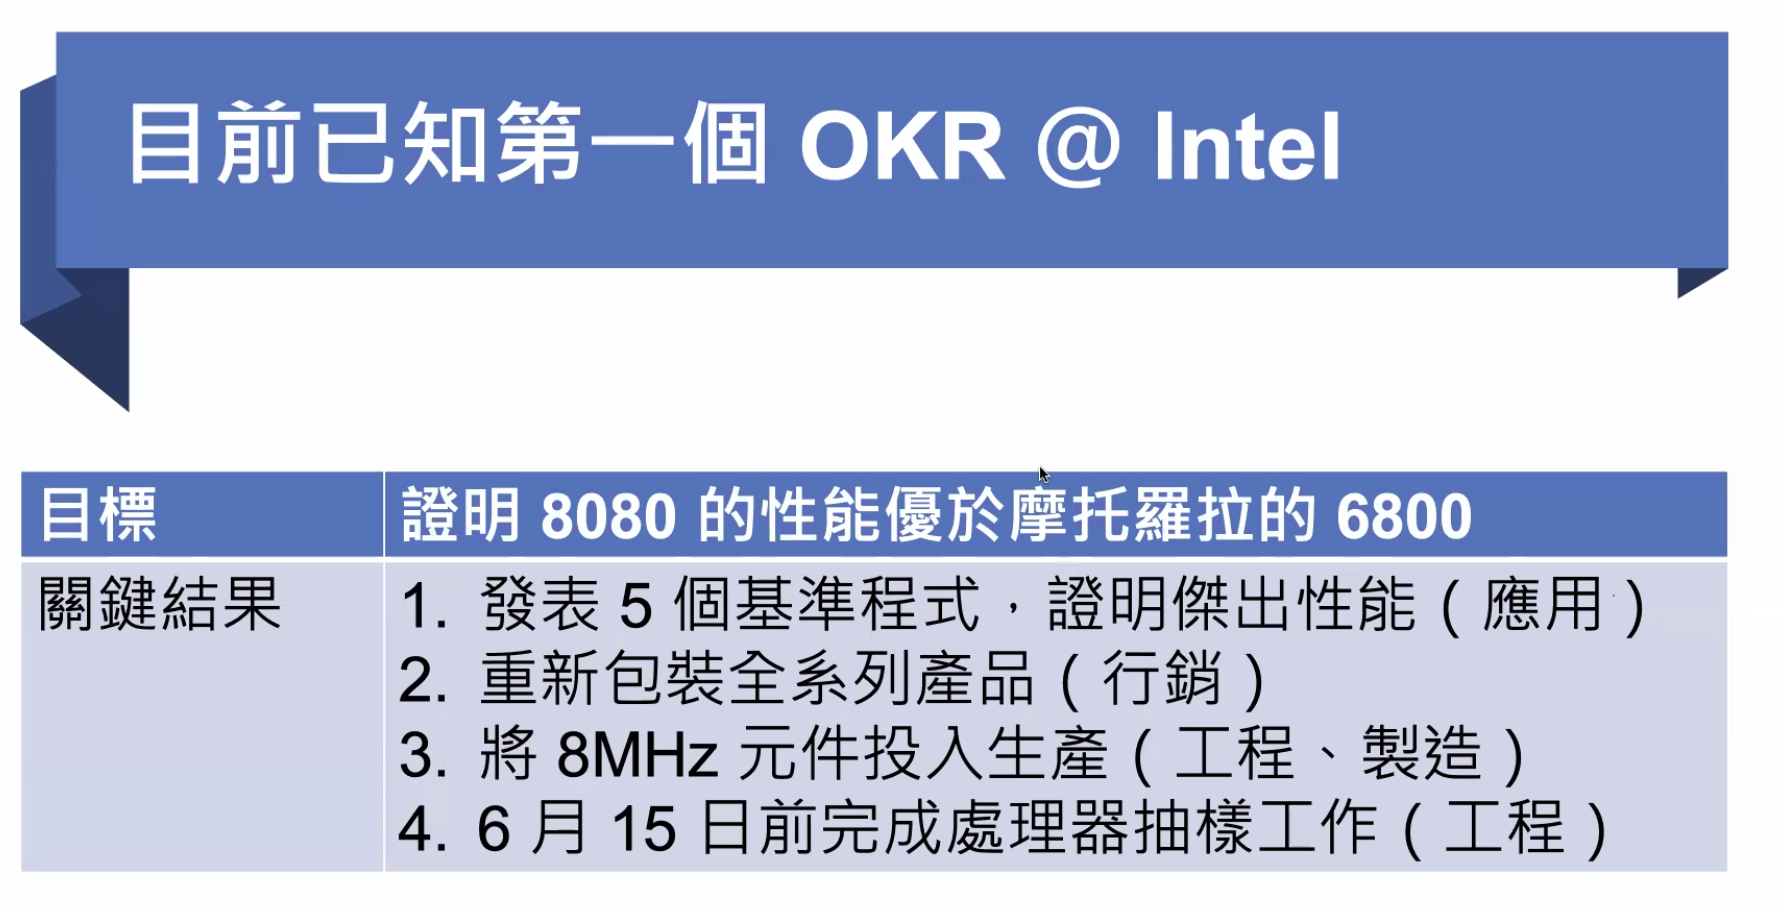 目前已知第一個 OKR @ Intel
目標
證明 8080 的性能優於摩托羅拉的 6800
關鍵結果
1. 發表 5 個基準程式，證明傑出性能（應用）
2. 重新包裝全系列產品（行銷）
3. 將 8MHz 元件投入生產（工程、製造）
4. 6 月 15 日前完成處理器抽樣工作（工程）